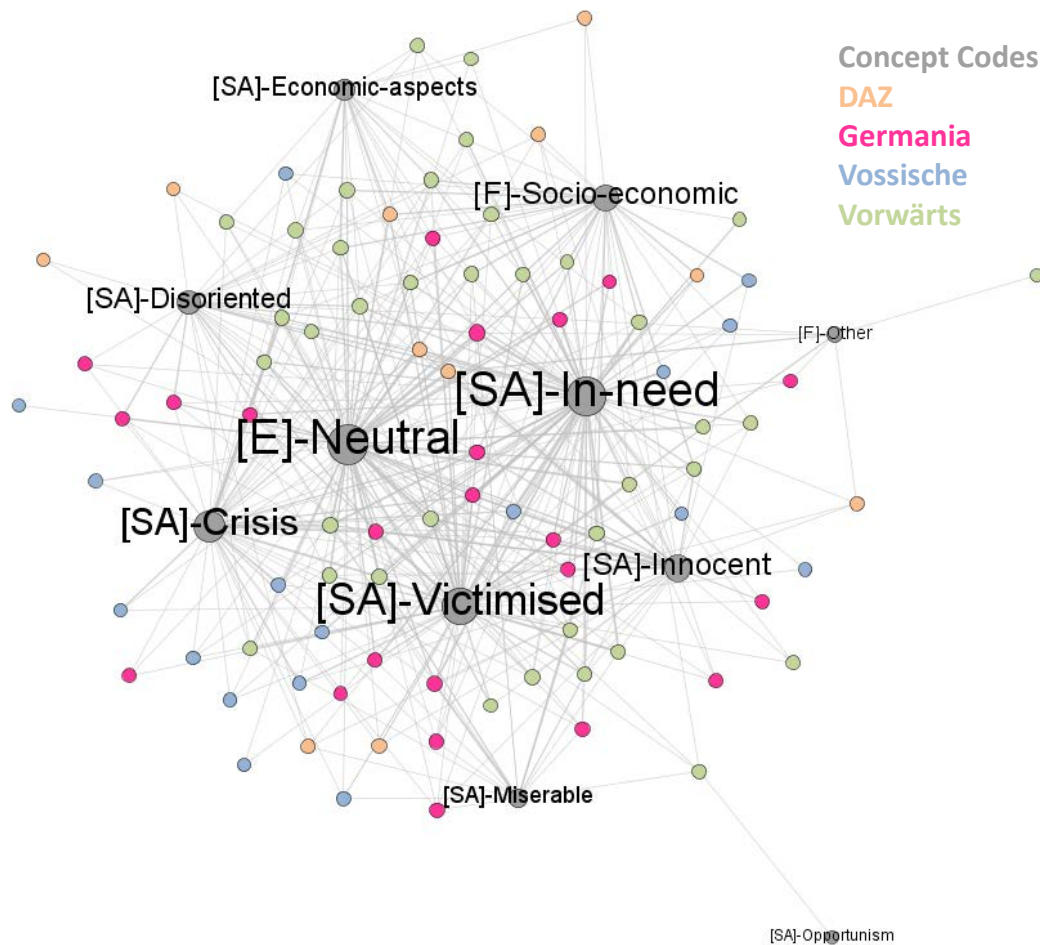 Concept Codes
DAZ
Germania
Vossische
Vorwärts
[SA]-Economic-aspects
[F]-Socio-economic
[SA]-Disoriented
[F]-Other
[SA]-In-need
[E]-Neutral
[SA]-Crisis
[SA]-Innocent
[SA]-Victimised
[SA]-Miserable
[SA]-Opportunism